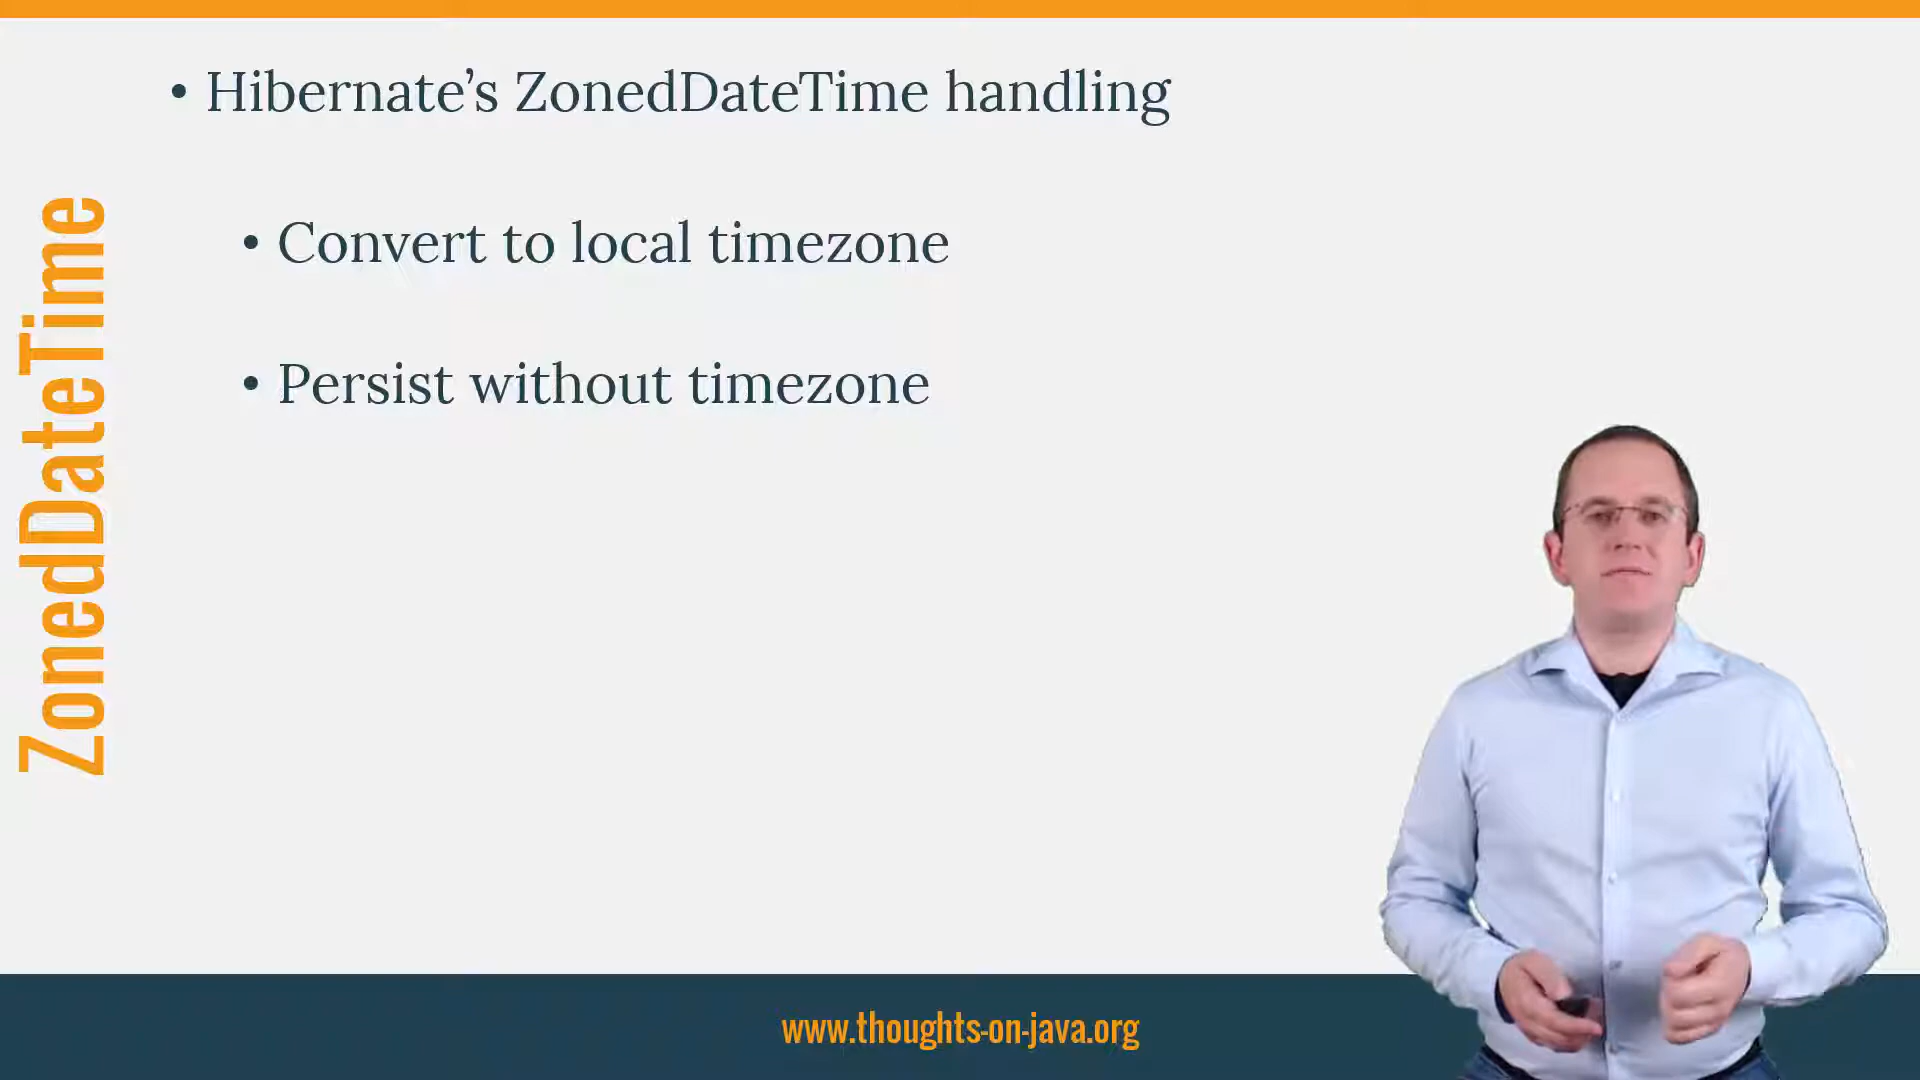 ZonedDateTime
• Hibernate’s ZonedDateTime handling
• Convert to local timezone
• Persist without timezone
www.thoughts-on-java.org